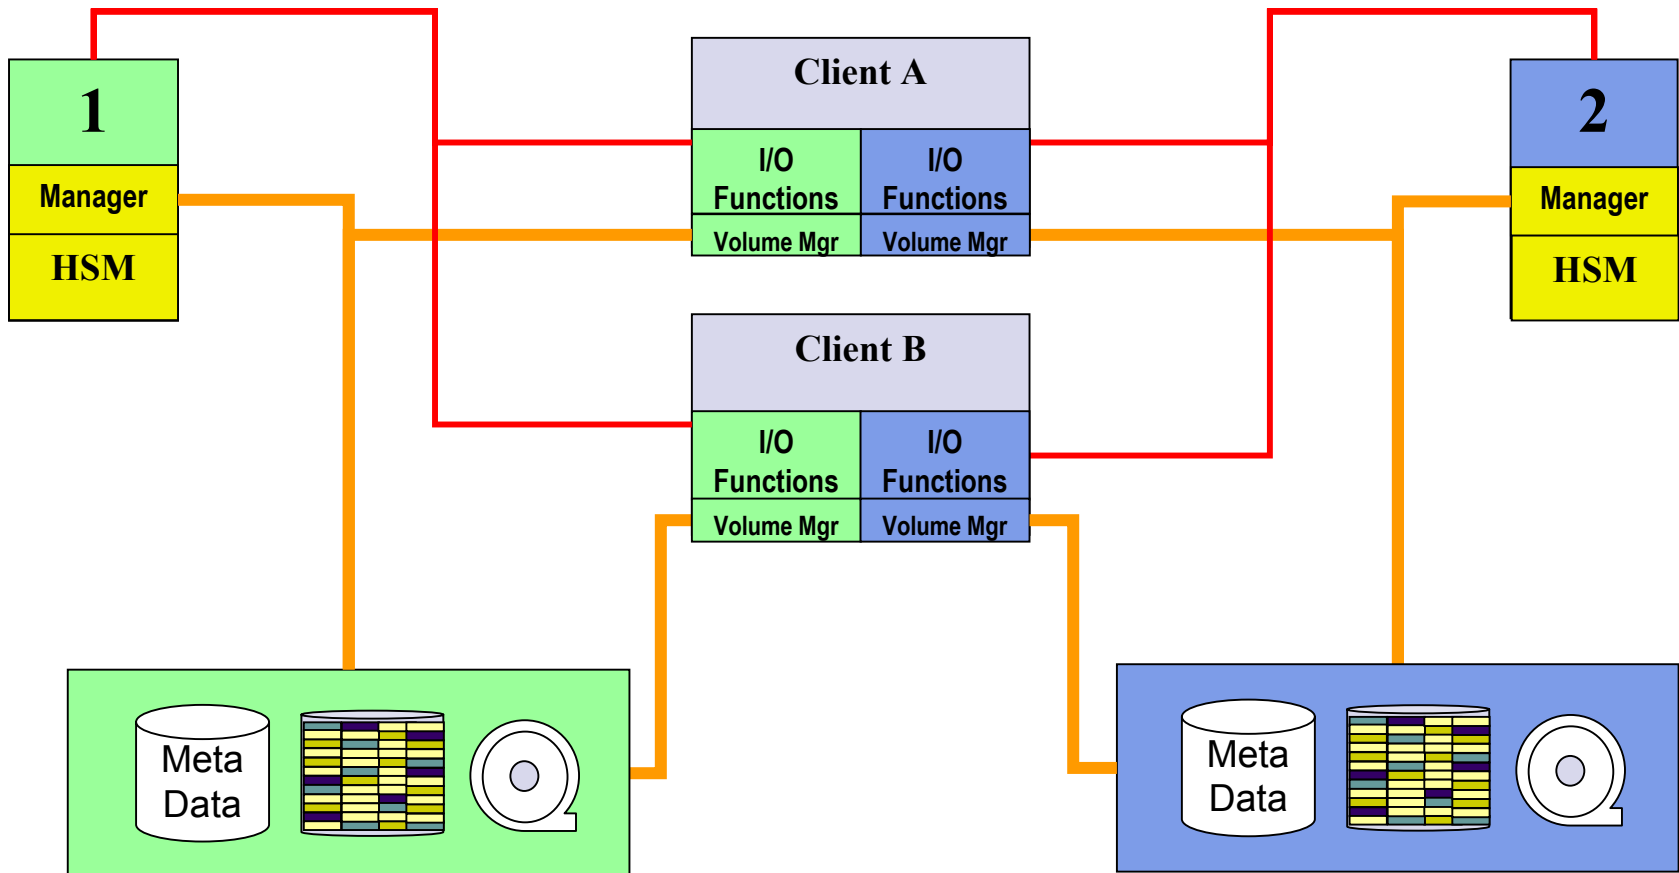 1
Manager
HSM
Client A
I/O
Functions
Volume Mgr
I/O
Functions
Volume Mgr
2
Manager
HSM
Client B
I/O
Functions
Volume Mgr
I/O
Functions
Volume Mgr
Meta
Data
Meta
Data